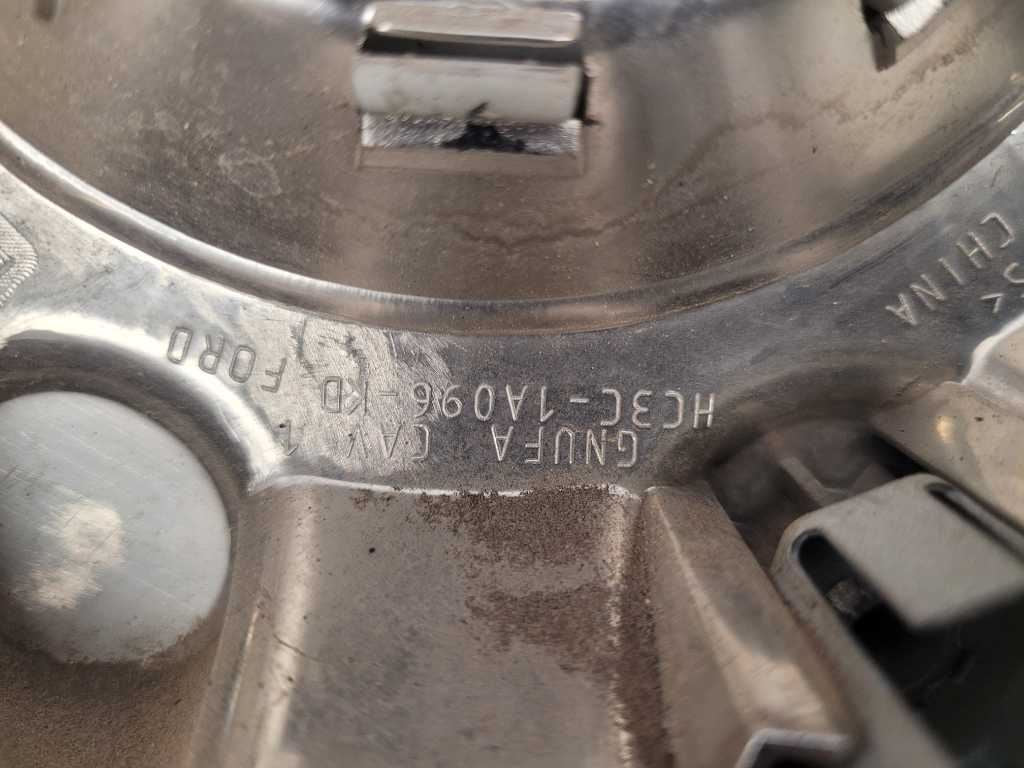 CHINA
GNUFA CAV 1
HC3C-1A096-KD FORD